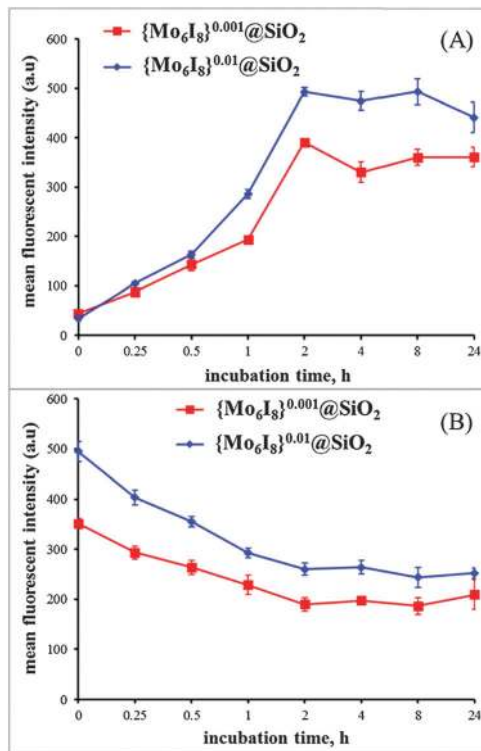 {Mo₆I₈}⁰·⁰⁰¹@SiO₂ (A)
{Mo₆I₈}⁰·⁰¹@SiO₂
mean fluorescent intensity (a.u)
600
500
400
300
200
100
0
0 0.25 0.5 1 2 4 8 24
incubation time, h
{Mo₆I₈}⁰·⁰⁰¹@SiO₂ (B)
{Mo₆I₈}⁰·⁰¹@SiO₂
mean fluorescent intensity (a.u)
600
500
400
300
200
100
0
0 0.25 0.5 1 2 4 8 24
incubation time, h